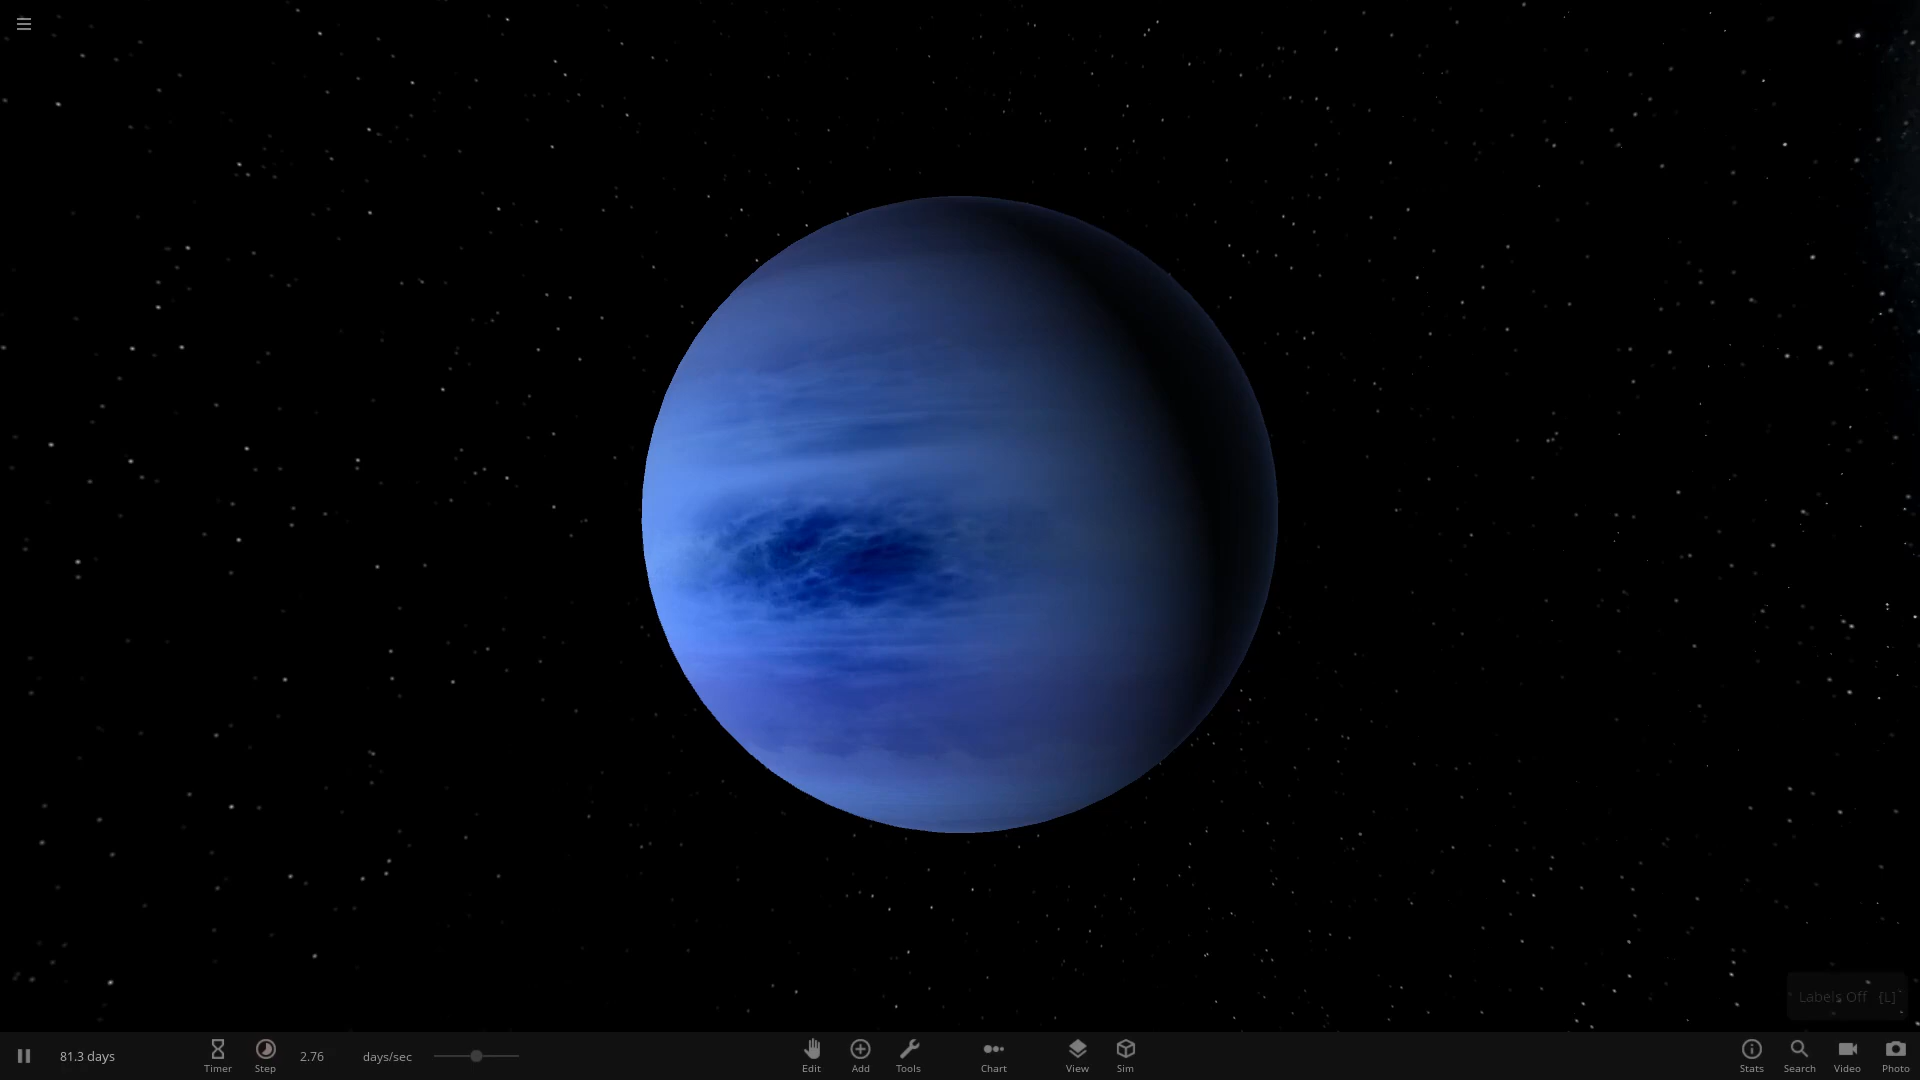 Labels Off {L}
81.3 days
Timer
Step
2.76
days/sec
Edit
Add
Tools
Chart
View
Sim
Stats
Search
Video
Photo